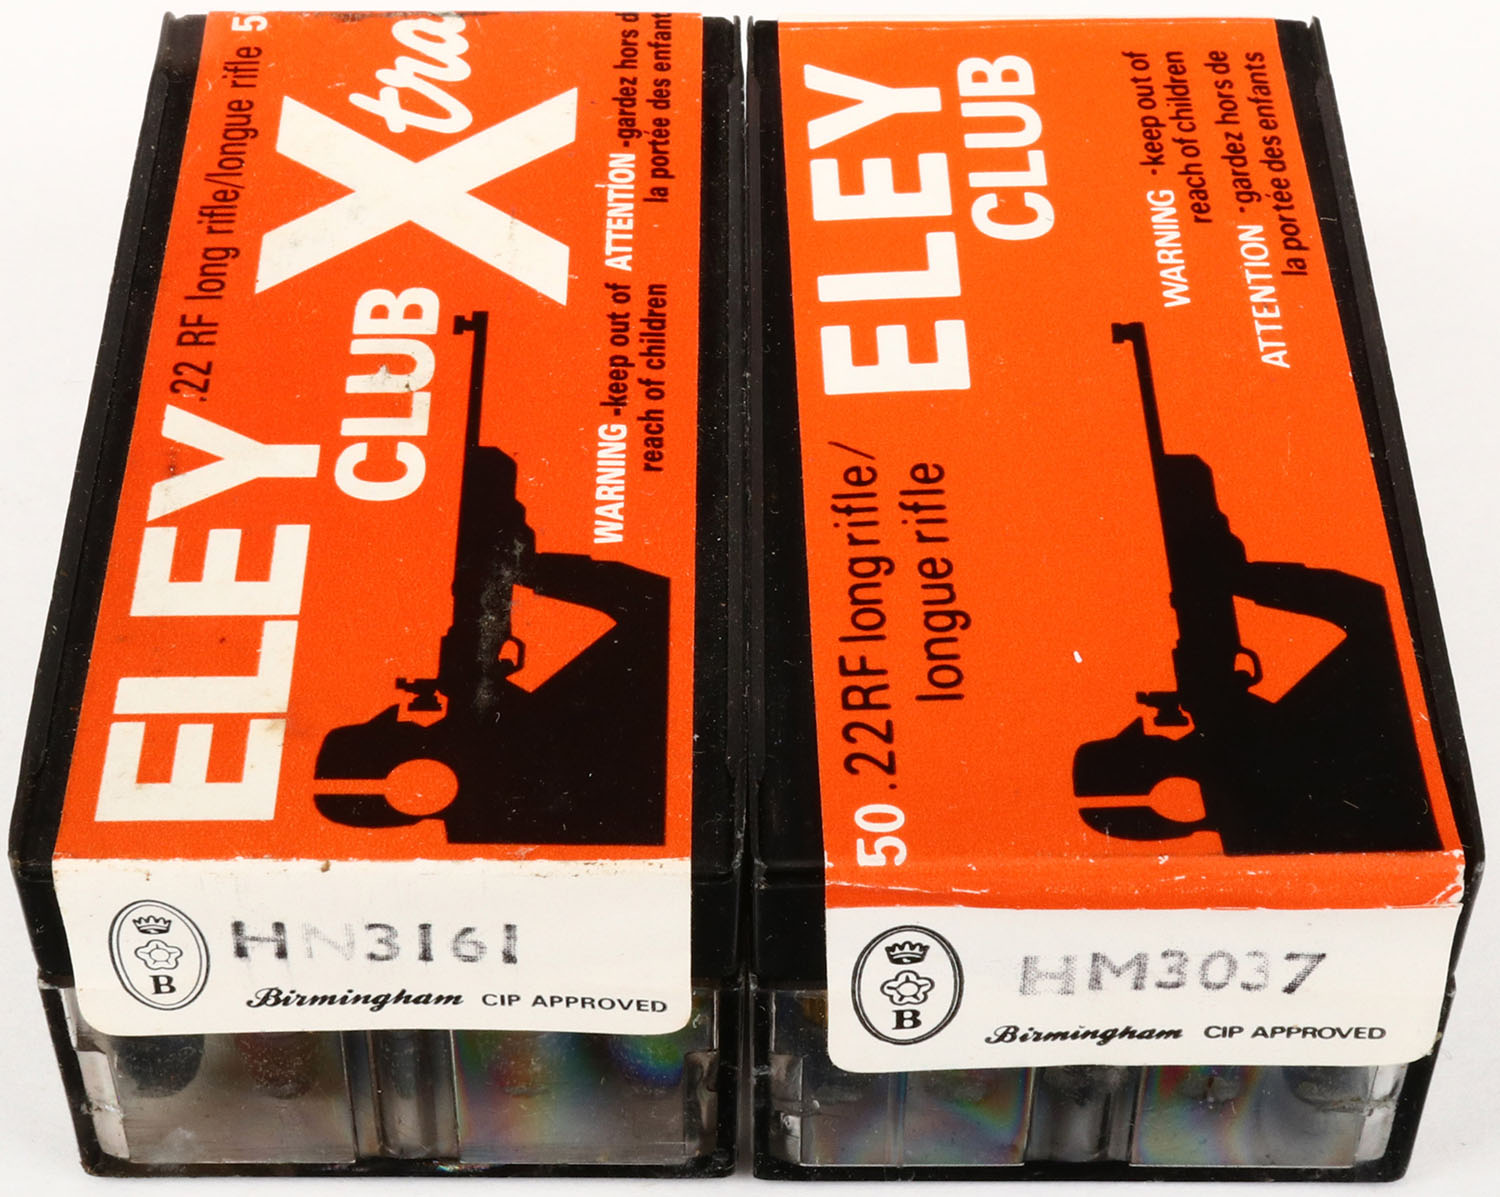 ELEY
CLUB
Xtra
.22 RF long rifle/longue rifle 5
WARNING -keep out of
reach of children
ATTENTION -gardez hors d
la portée des enfant
B
HN3161
Birmingham CIP APPROVED
ELEY
CLUB
50 .22 RF long rifle/
longue rifle
WARNING -keep out of
reach of children
ATTENTION -gardez hors de
la portée des enfants
B
HM3037
Birmingham CIP APPROVED